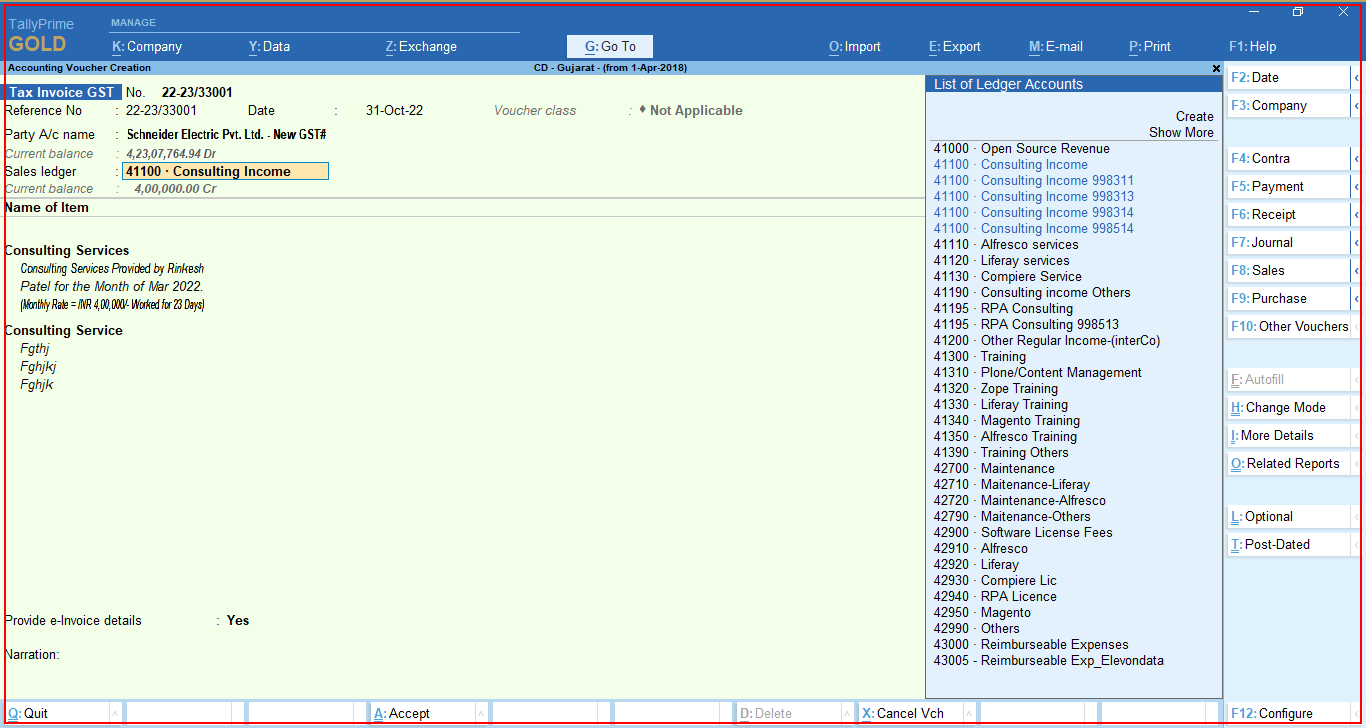 TallyPrime
GOLD
MANAGE
K: Company
Y: Data
Z: Exchange
G: Go To
O: Import
E: Export
M: E-mail
P: Print
F1: Help
Accounting Voucher Creation
CD - Gujarat - (from 1-Apr-2018)
Tax Invoice GST No. 22-23/33001
Reference No : 22-23/33001 Date : 31-Oct-22 Voucher class : ♦ Not Applicable
Party A/c name : Schneider Electric Pvt. Ltd. - New GST#
Current balance : 4,23,07,764.94 Dr
Sales ledger : 41100 · Consulting Income
Current balance : 4,00,000.00 Cr
Name of Item
Consulting Services
Consulting Services Provided by Rinkesh
Patel for the Month of Mar 2022.
(Monthly Rate = INR 4,00,000/- Worked for 23 Days)
Consulting Service
Fgthj
Fghjkj
Fghjk
Provide e-Invoice details : Yes
Narration:
List of Ledger Accounts
Create
Show More
41000 · Open Source Revenue
41100 · Consulting Income
41100 · Consulting Income 998311
41100 · Consulting Income 998313
41100 · Consulting Income 998314
41100 · Consulting Income 998514
41110 · Alfresco services
41120 · Liferay services
41130 · Compiere Service
41190 · Consulting income Others
41195 · RPA Consulting
41195 · RPA Consulting 998513
41200 · Other Regular Income-(interCo)
41300 · Training
41310 · Plone/Content Management
41320 · Zope Training
41330 · Liferay Training
41340 · Magento Training
41350 · Alfresco Training
41390 · Training Others
42700 · Maintenance
42710 · Maitenance-Liferay
42720 · Maintenance-Alfresco
42790 · Maitenance-Others
42900 · Software License Fees
42910 · Alfresco
42920 · Liferay
42930 · Compiere Lic
42940 · RPA Licence
42950 · Magento
42990 · Others
43000 · Reimburseable Expenses
43005 - Reimburseable Exp_Elevondata
F2: Date
F3: Company
F4: Contra
F5: Payment
F6: Receipt
F7: Journal
F8: Sales
F9: Purchase
F10: Other Vouchers
F: Autofill
H: Change Mode
I: More Details
O: Related Reports
L: Optional
T: Post-Dated
Q: Quit
A: Accept
D: Delete
X: Cancel Vch
F12: Configure